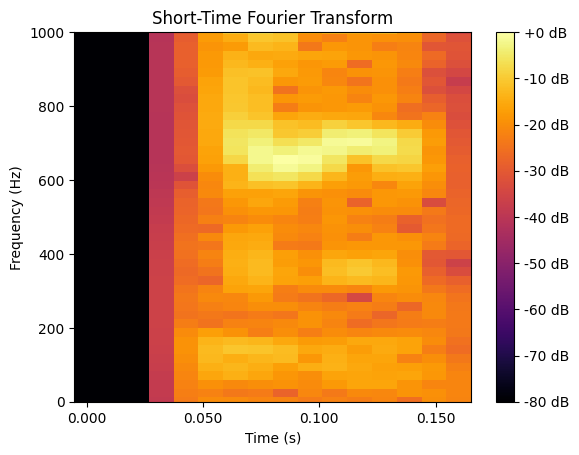 Short-Time Fourier Transform
1000
800
600
400
200
0
Frequency (Hz)
0.000
0.050
0.100
0.150
Time (s)
+0 dB
-10 dB
-20 dB
-30 dB
-40 dB
-50 dB
-60 dB
-70 dB
-80 dB